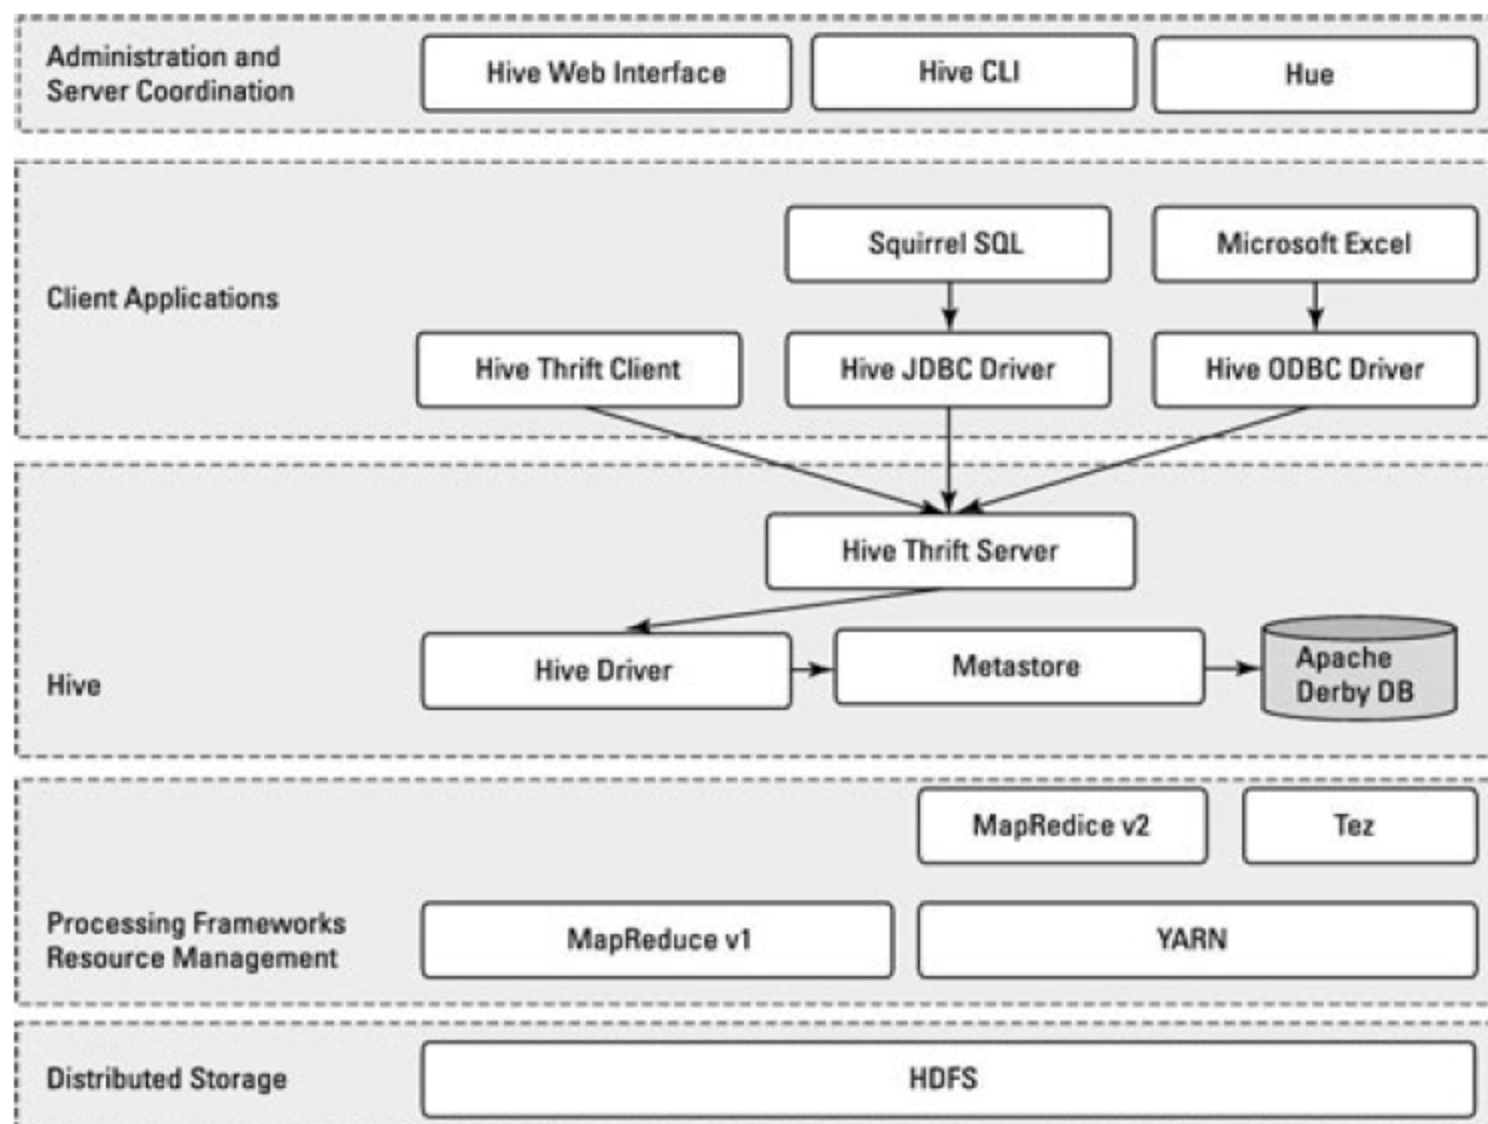 Administration and
Server Coordination
Hive Web Interface
Hive CLI
Hue
Squirrel SQL
Microsoft Excel
Client Applications
Hive Thrift Client
Hive JDBC Driver
Hive ODBC Driver
Hive Thrift Server
Hive
Hive Driver
Metastore
Apache
Derby DB
MapRedice v2
Tez
Processing Frameworks
Resource Management
MapReduce v1
YARN
Distributed Storage
HDFS